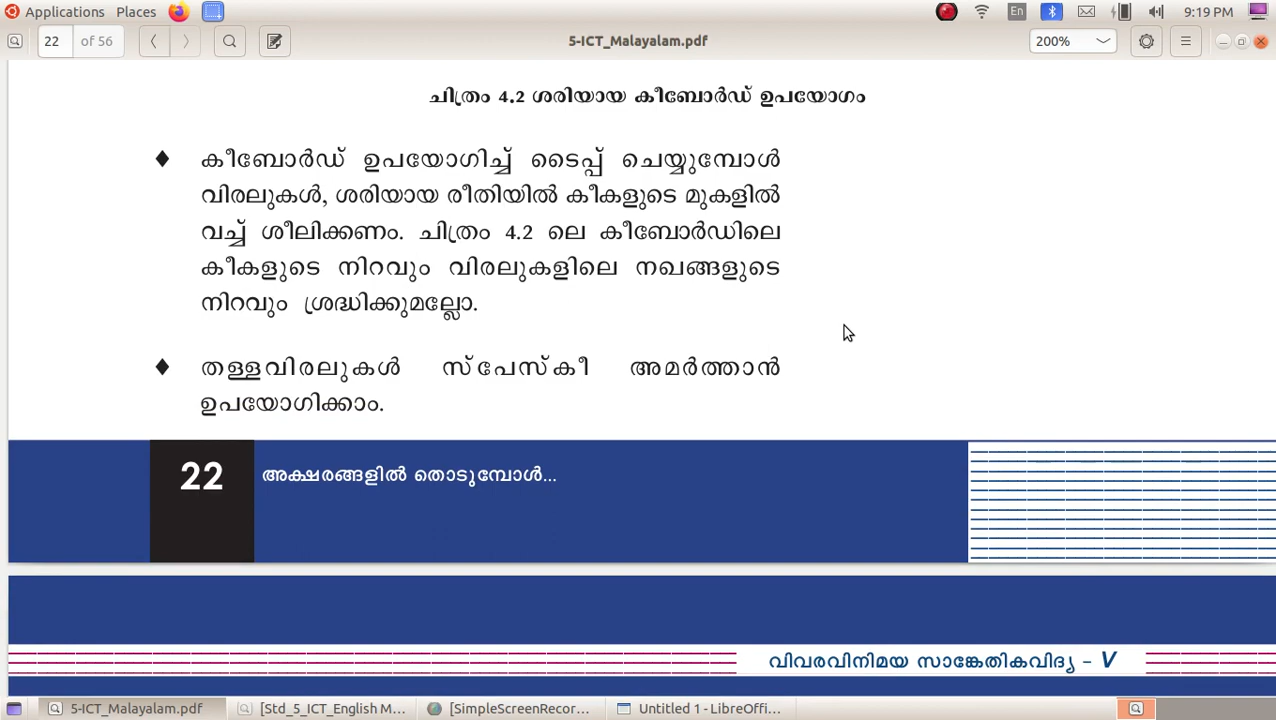 Applications Places En 9:19 PM
22 of 56 5-ICT_Malayalam.pdf 200%
ചിത്രം 4.2 ശരിയായ കീബോർഡ് ഉപയോഗം
♦ കീബോർഡ് ഉപയോഗിച്ച് ടൈപ്പ് ചെയ്യുമ്പോൾ
വിരലുകൾ, ശരിയായ രീതിയിൽ കീകളുടെ മുകളിൽ
വച്ച് ശീലിക്കണം. ചിത്രം 4.2 ലെ കീബോർഡിലെ
കീകളുടെ നിറവും വിരലുകളിലെ നഖങ്ങളുടെ
നിറവും ശ്രദ്ധിക്കുമല്ലോ.
♦ തള്ളവിരലുകൾ സ്പേസ്കീ അമർത്താൻ
ഉപയോഗിക്കാം.
22 അക്ഷരങ്ങളിൽ തൊടുമ്പോൾ...
വിവരവിനിമയ സാങ്കേതികവിദ്യ - V
5-ICT_Malayalam.pdf [Std_5_ICT_English M... [SimpleScreenRecor... Untitled 1 - LibreOffi...